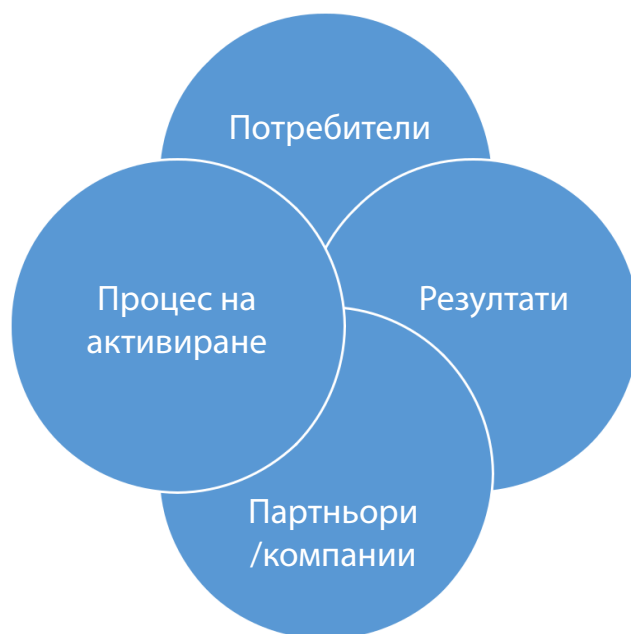 Потребители
Процес на
активиране
Резултати
Партньори
/компании